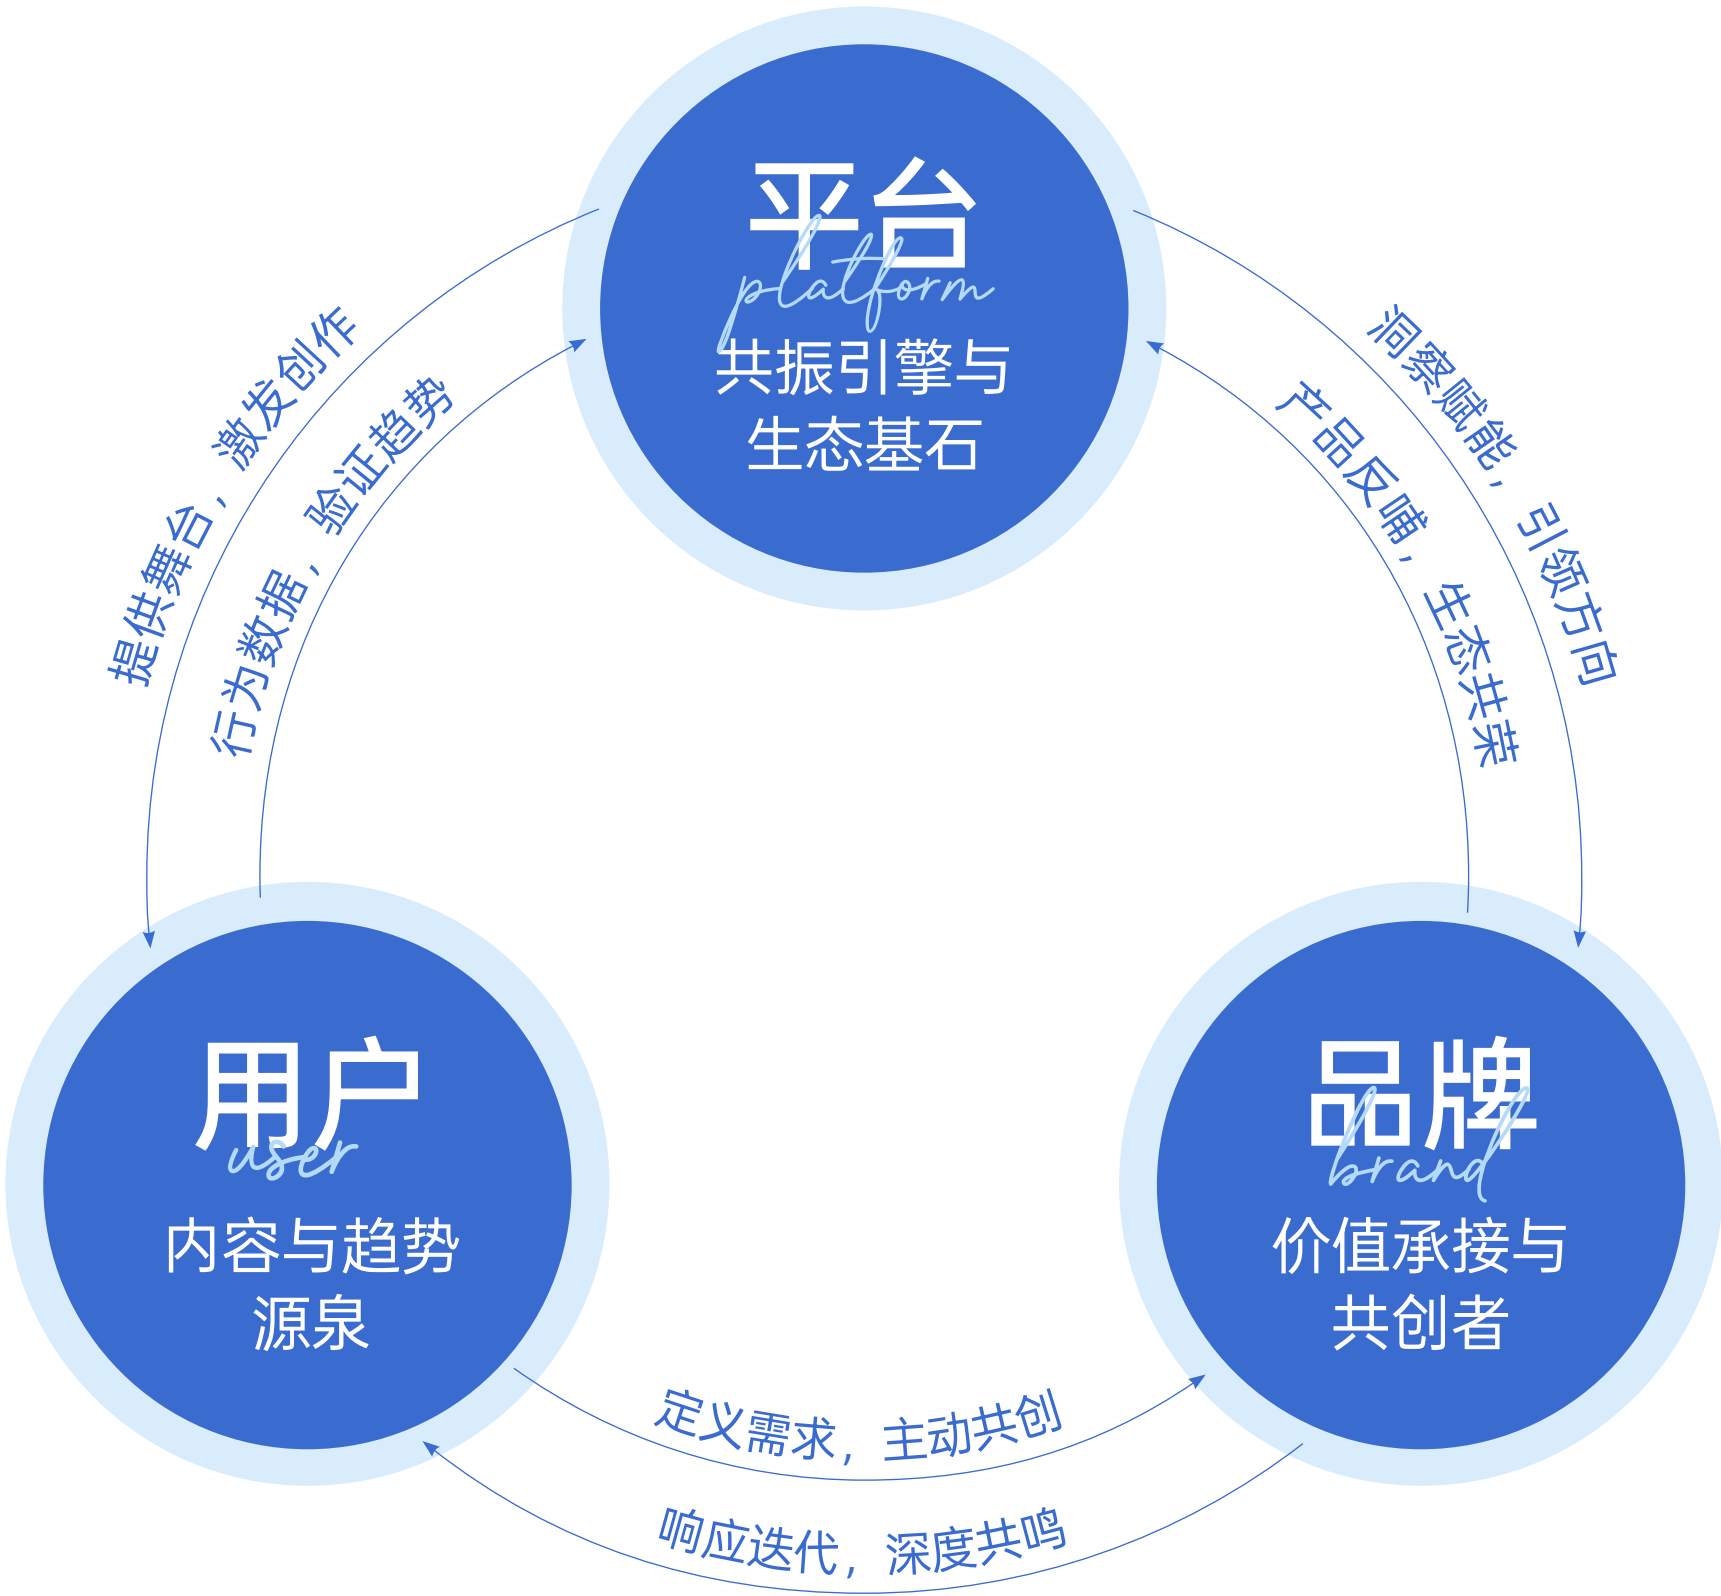 平台
platform
共振引擎与
生态基石
提供舞台，激发创作
行为数据，验证趋势
洞察赋能，引领方向
产品反哺，生态共荣
用户
user
内容与趋势
源泉
品牌
brand
价值承接与
共创者
定义需求，主动共创
响应迭代，深度共鸣